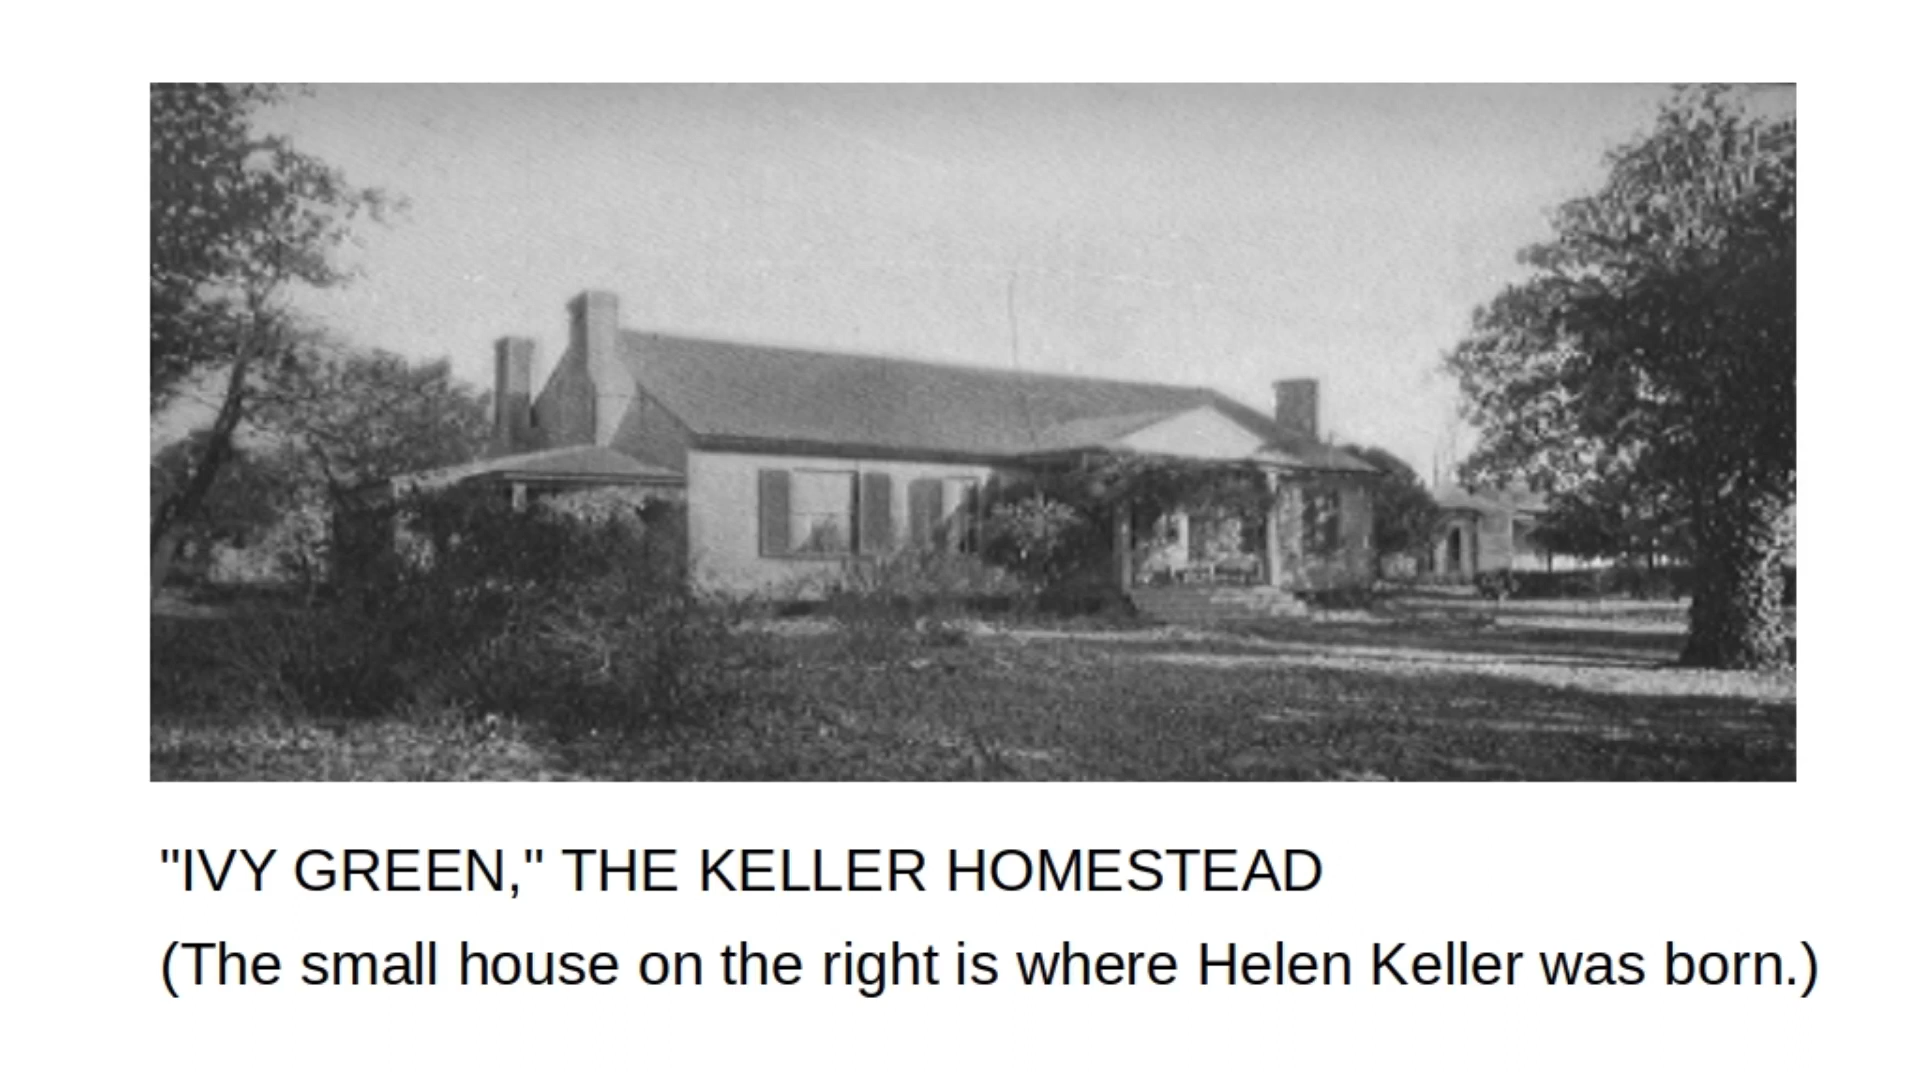 "IVY GREEN," THE KELLER HOMESTEAD
(The small house on the right is where Helen Keller was born.)